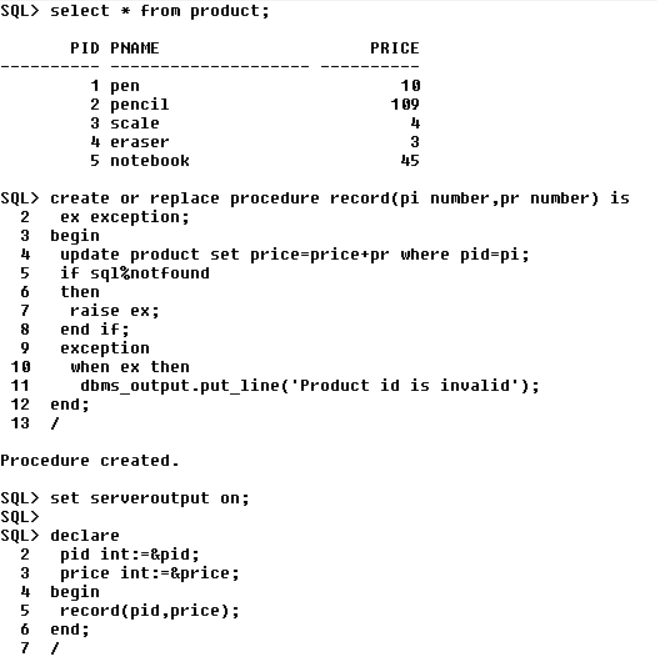 SQL> select * from product;
       PID PNAME                     PRICE
---------- -------------------- ----------
         1 pen                          10
         2 pencil                      109
         3 scale                         4
         4 eraser                        3
         5 notebook                     45
SQL> create or replace procedure record(pi number,pr number) is
  2   ex exception;
  3  begin
  4   update product set price=price+pr where pid=pi;
  5   if sql%notfound
  6   then
  7    raise ex;
  8   end if;
  9   exception
 10    when ex then
 11     dbms_output.put_line('Product id is invalid');
 12  end;
 13  /
Procedure created.
SQL> set serveroutput on;
SQL>
SQL> declare
  2   pid int:=&pid;
  3   price int:=&price;
  4  begin
  5   record(pid,price);
  6  end;
  7  /